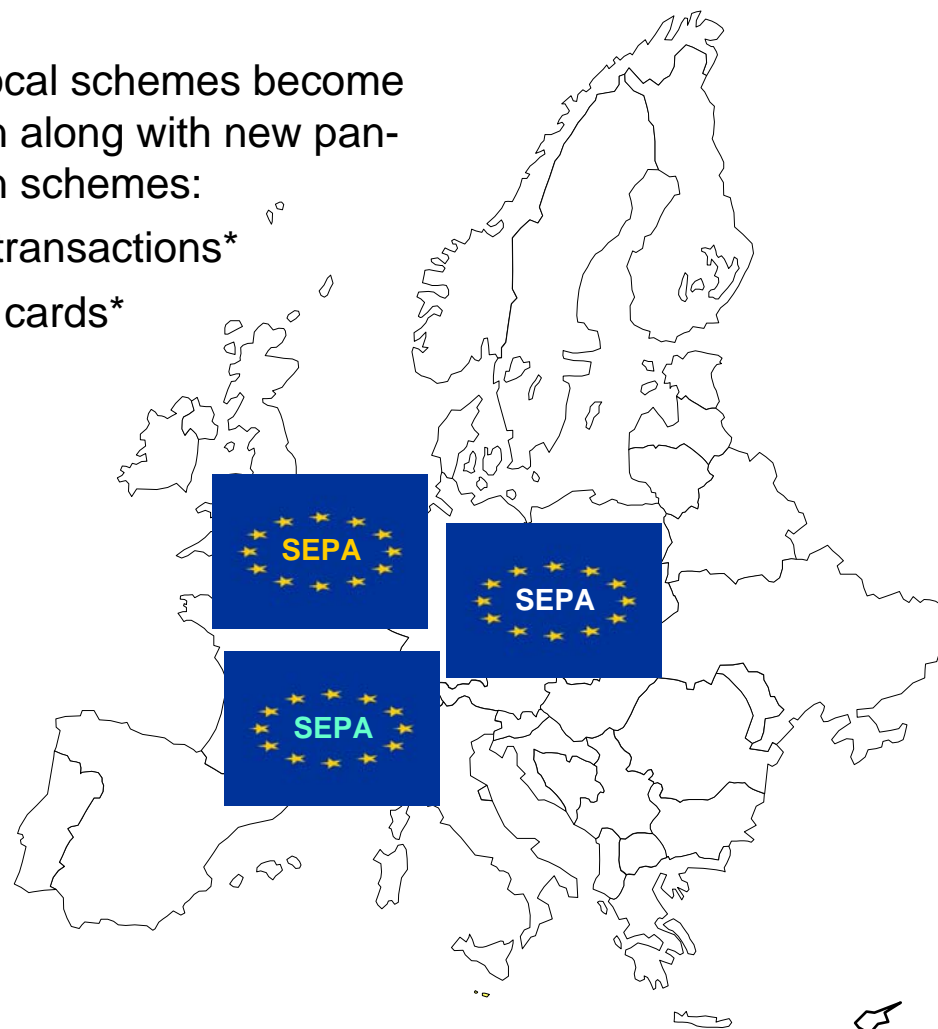 ocal schemes become
n along with new pan-
n schemes:
transactions*
cards*
SEPA
SEPA
SEPA